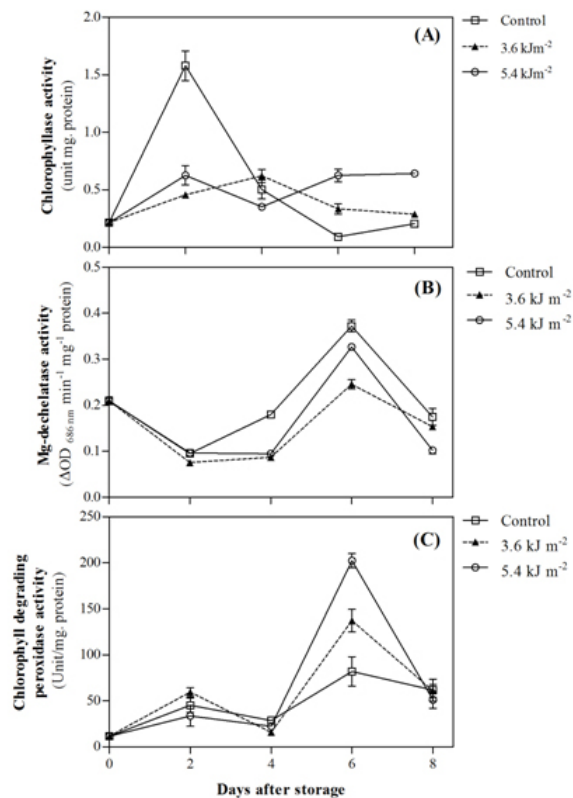 (A)
Control
3.6 kJm-2
5.4 kJm-2
Chlorophyllase activity
(unit mg. protein)
2.0
1.5
1.0
0.5
0.0
(B)
Control
3.6 kJ m-2
5.4 kJ m-2
Mg-dechelatase activity
(ΔOD 686 nm min-1 mg-1 protein)
0.5
0.4
0.3
0.2
0.1
0.0
(C)
Control
3.6 kJ m-2
5.4 kJ m-2
Chlorophyll degrading
peroxidase activity
(Unit/mg. protein)
250
200
150
100
50
0
0 2 4 6 8
Days after storage